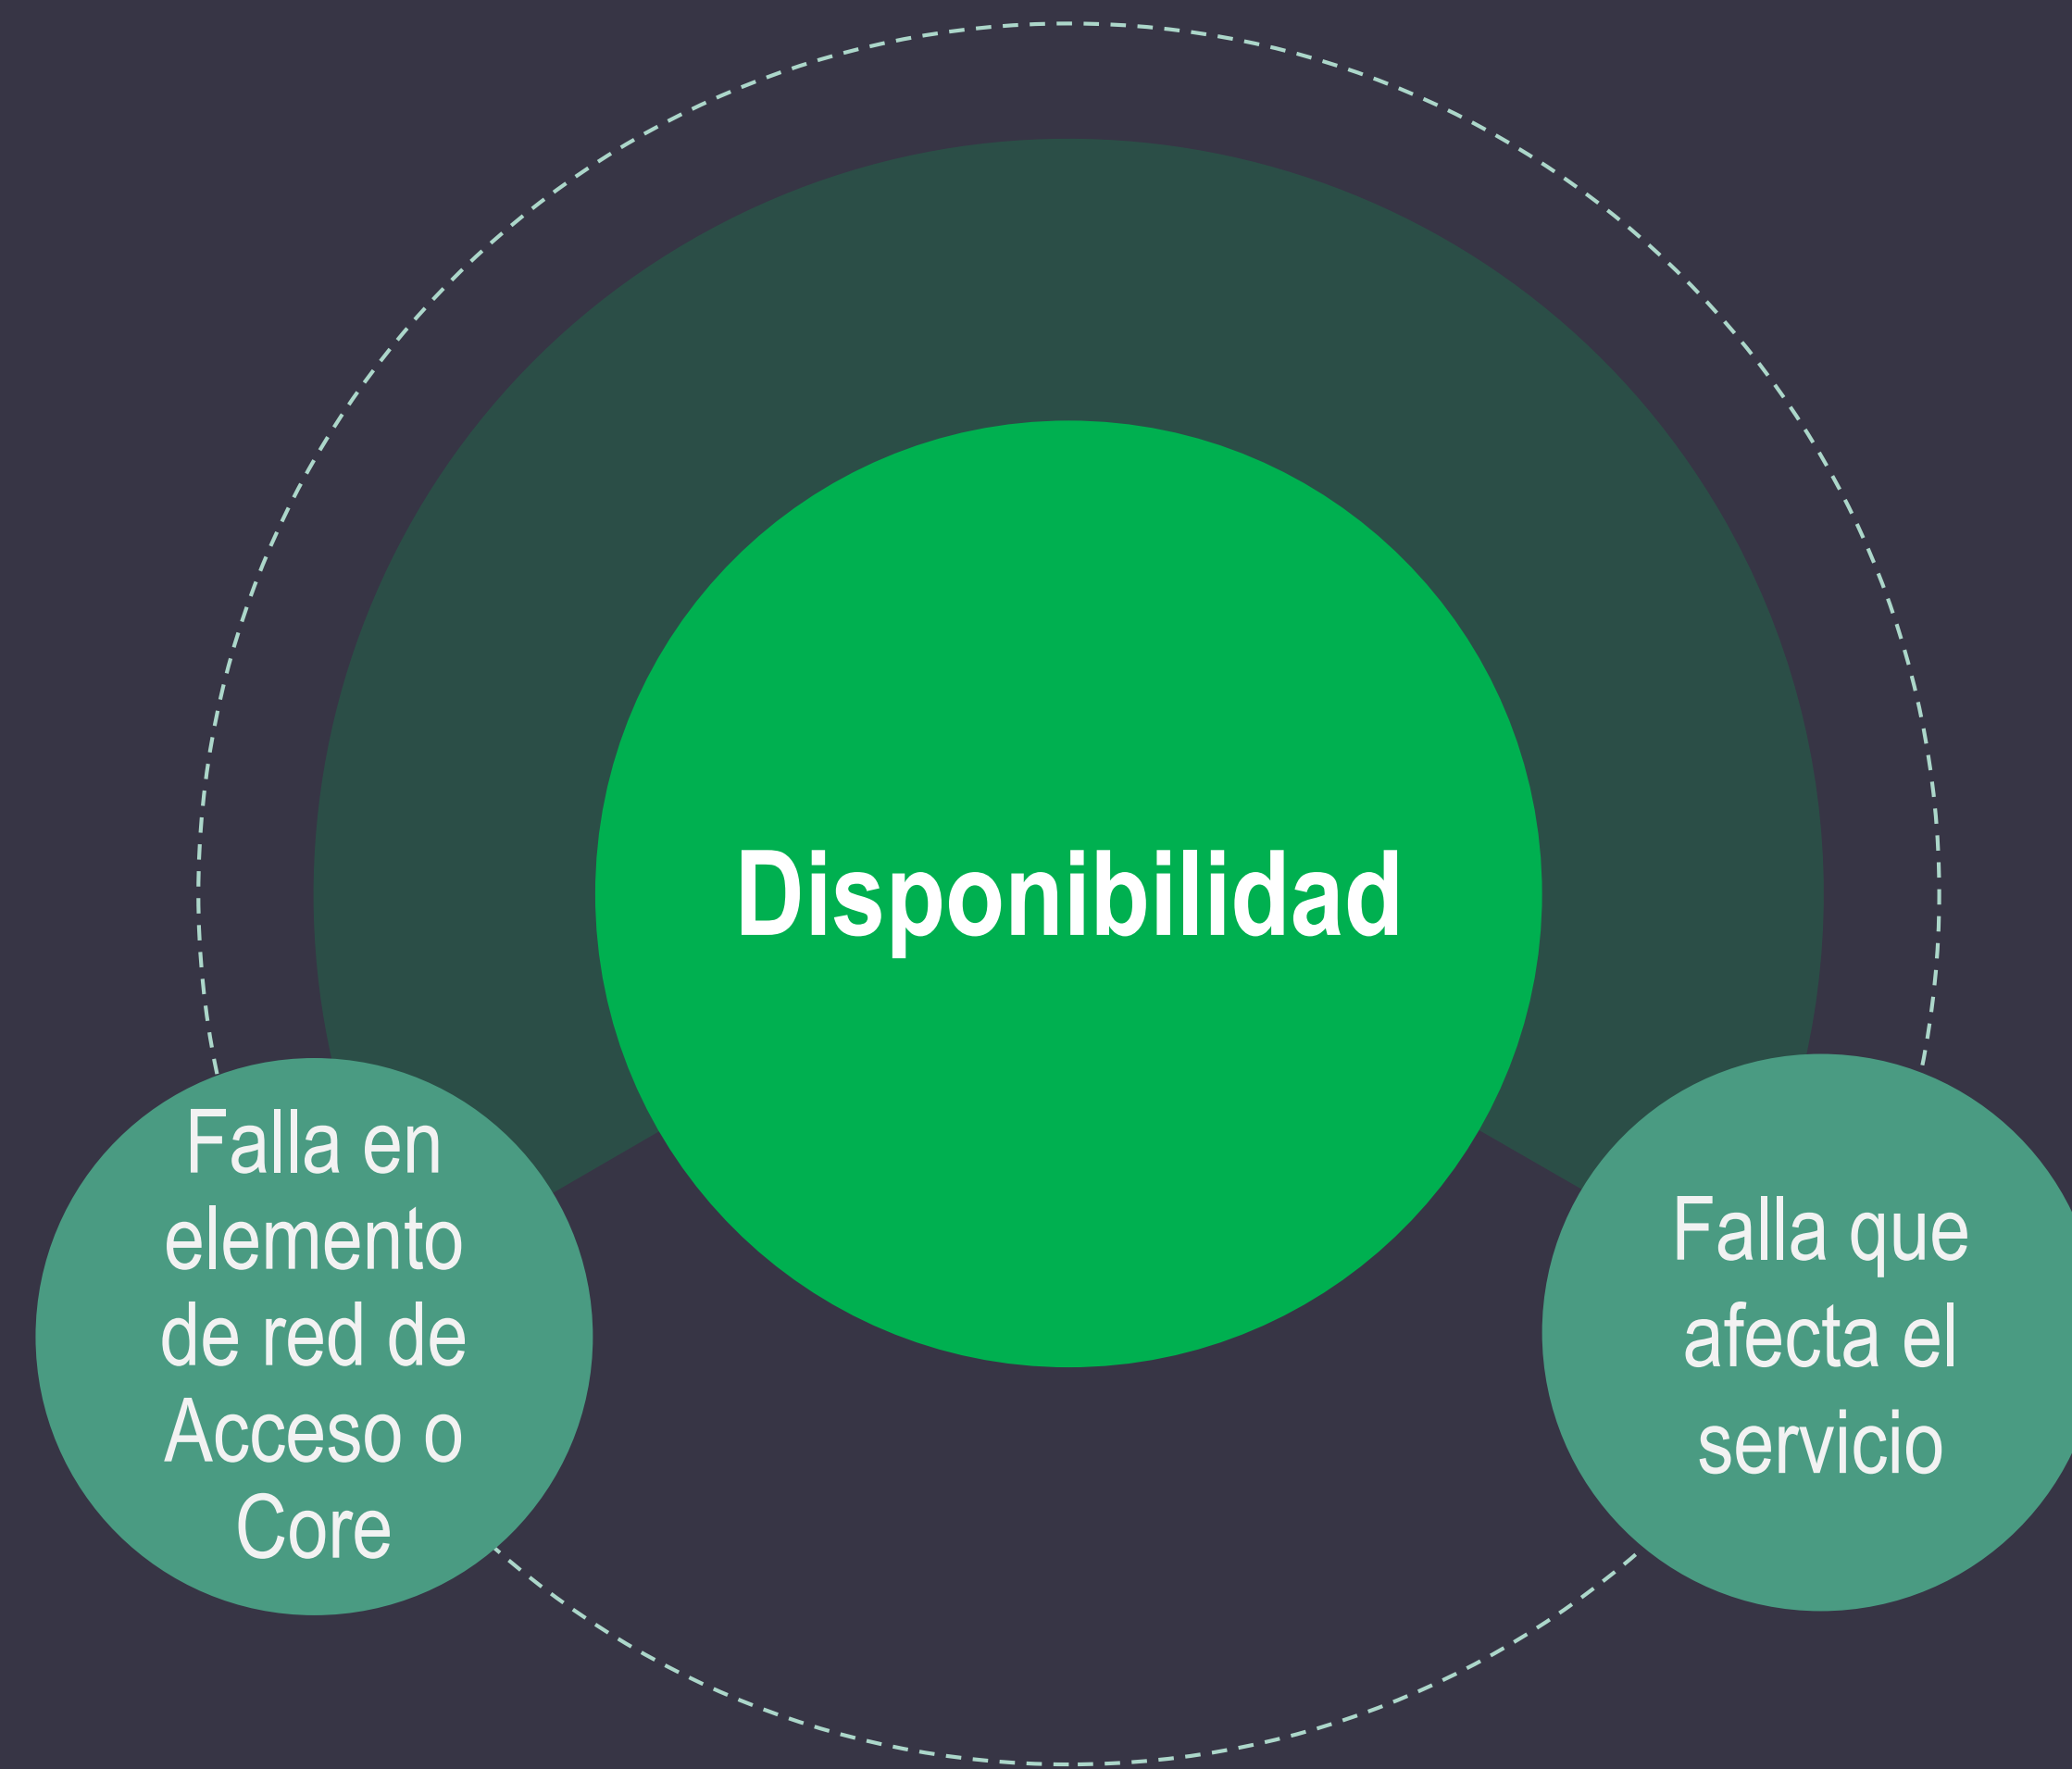 Disponibilidad
Falla en
elemento
de red de
Acceso o
Core
Falla que
afecta el
servicio